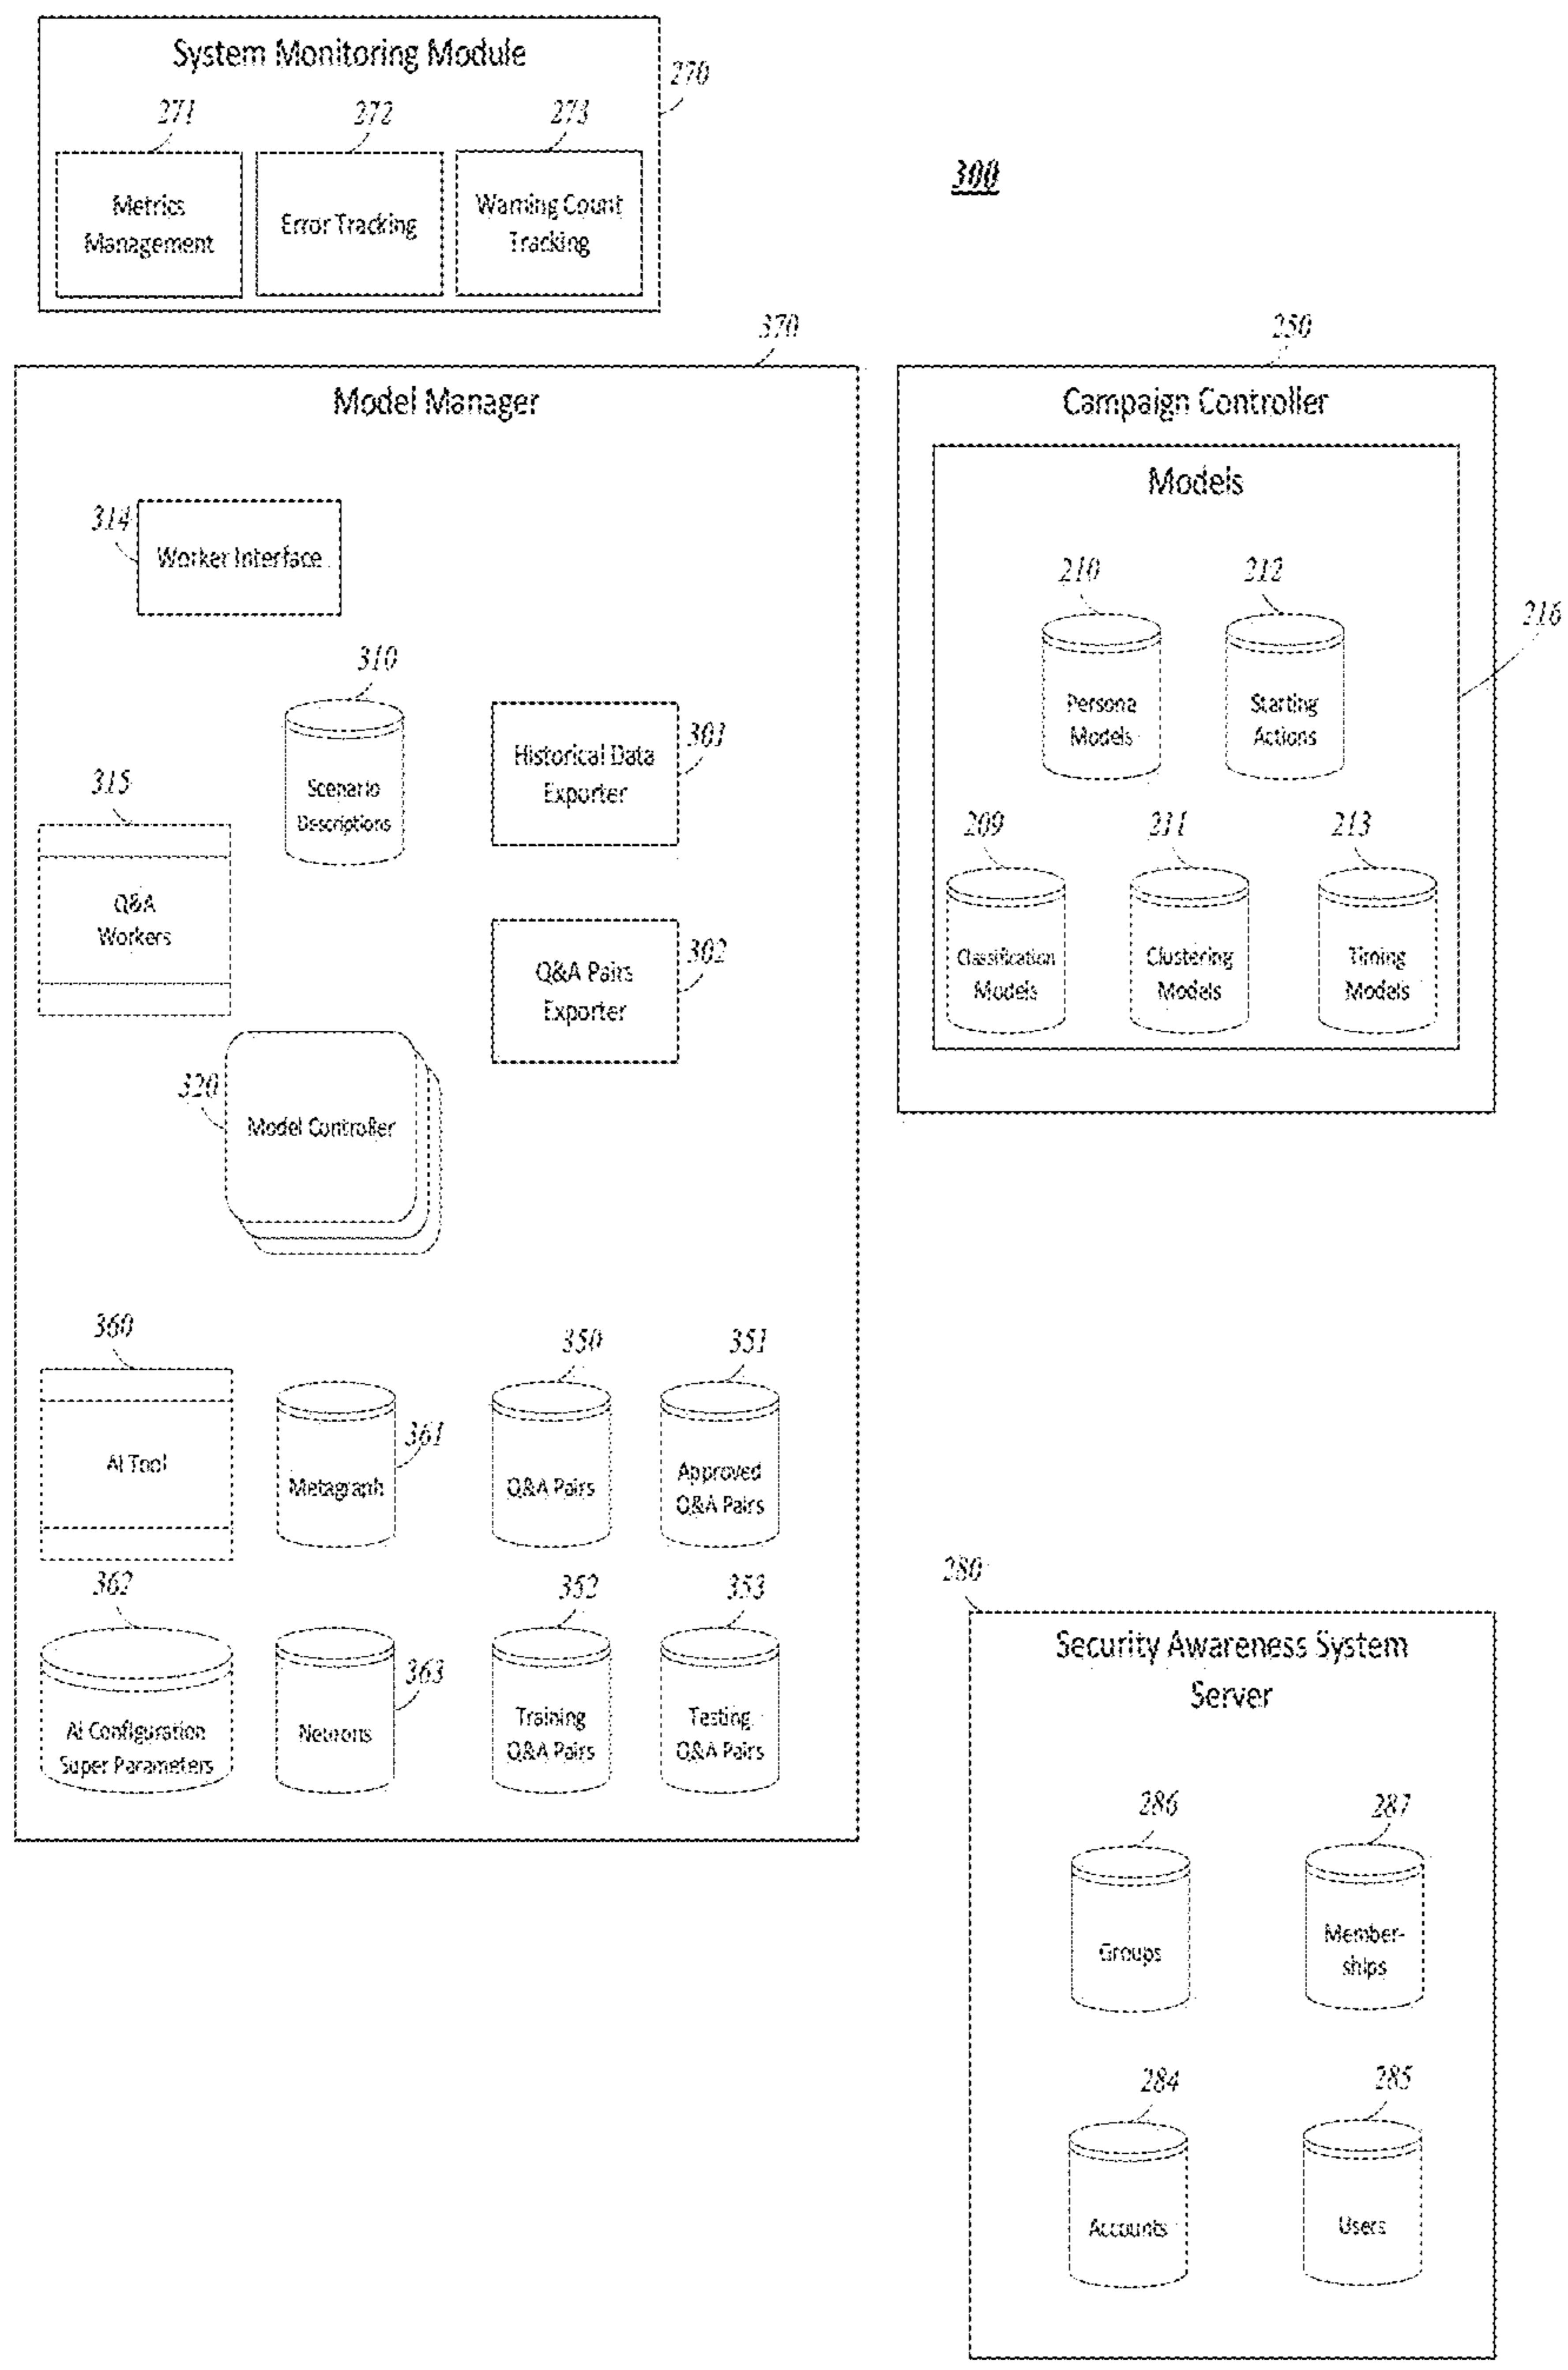 System Monitoring Module
270
271
272
273
Metrics
Management
Error Tracking
Warning Count
Tracking
300
370
Model Manager
314
Worker Interface
310
Scenario
Descriptions
Historical Data
Exporter
301
315
Q&A
Workers
Q&A Pairs
Exporter
302
320
Model Controller
360
AI Tool
Metagraph
361
350
Q&A Pairs
351
Approved
Q&A Pairs
362
AI Configuration
Super Parameters
Neurons
363
352
Training
Q&A Pairs
353
Testing
Q&A Pairs
250
Campaign Controller
Models
216
210
Persona
Models
212
Starting
Actions
209
Classification
Models
211
Clustering
Models
213
Timing
Models
280
Security Awareness System
Server
286
Groups
287
Member-
ships
284
Accounts
285
Users